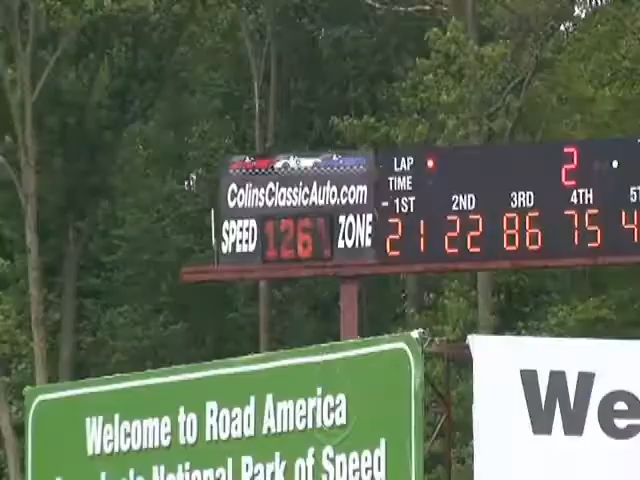 LAP
TIME
2
ColinsClassicAuto.com
1ST 2ND 3RD 4TH
SPEED 126 ZONE
21 22 86 75 4
Welcome to Road America
National Park of Speed
We